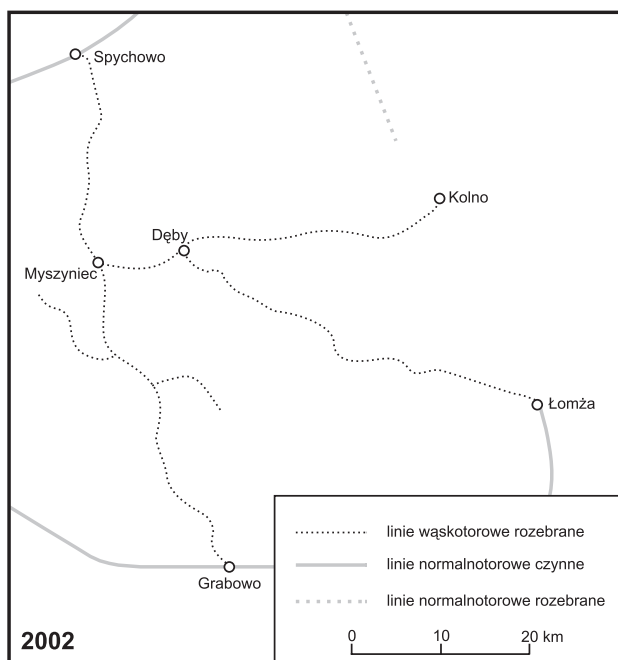 Spychowo
Kolno
Dęby
Myszyniec
Łomża
Grabowo
linie wąskotorowe rozebrane
linie normalnotorowe czynne
linie normalnotorowe rozebrane
0 10 20 km
2002